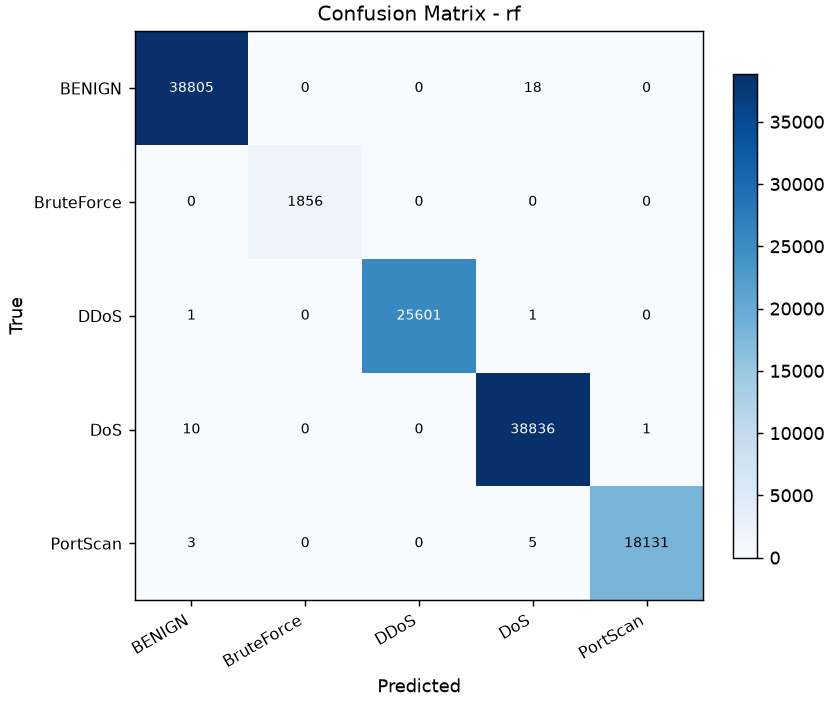 Confusion Matrix - rf
BENIGN 38805 0 0 18 0
BruteForce 0 1856 0 0 0
DDoS 1 0 25601 1 0
DoS 10 0 0 38836 1
PortScan 3 0 0 5 18131
True
BENIGN BruteForce DDoS DoS PortScan
Predicted
35000
30000
25000
20000
15000
10000
5000
0